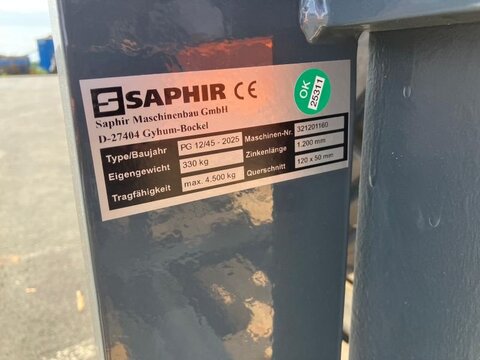 SAPHIR CE
Saphir Maschinenbau GmbH
D-27404 Gyhum-Bockel
Type/Baujahr PG 12/45 - 2025 Maschinen-Nr. 321201160
Eigengewicht 330 kg Zinkenlänge 1.200 mm
Tragfähigkeit max. 4.500 kg Querschnitt 120 x 50 mm
OK
25311